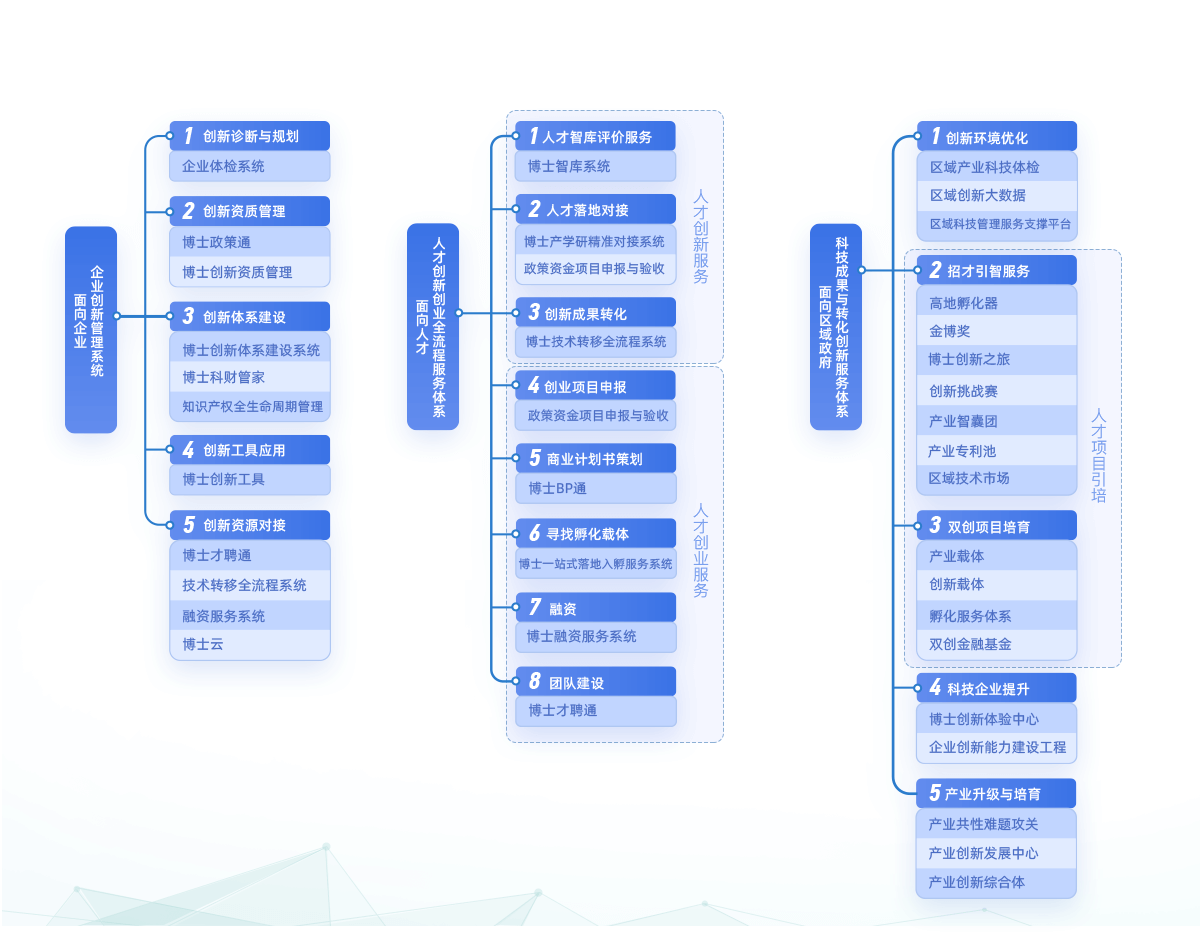 面向企业
企业创新管理系统
1 创新诊断与规划
企业体检系统
2 创新资质管理
博士政策通
博士创新资质管理
3 创新体系建设
博士创新体系建设系统
博士科财管家
知识产权全生命周期管理
4 创新工具应用
博士创新工具
5 创新资源对接
博士才聘通
技术转移全流程系统
融资服务系统
博士云
面向人才
人才创新创业全流程服务体系
人才创新服务
1 人才智库评价服务
博士智库系统
2 人才落地对接
博士产学研精准对接系统
政策资金项目申报与验收
3 创新成果转化
博士技术转移全流程系统
人才创业服务
4 创业项目申报
政策资金项目申报与验收
5 商业计划书策划
博士BP通
6 寻找孵化载体
博士一站式落地入孵服务系统
7 融资
博士融资服务系统
8 团队建设
博士才聘通
面向区域政府
科技成果与转化创新服务体系
1 创新环境优化
区域产业科技体检
区域创新大数据
区域科技管理服务支撑平台
人才项目引培
2 招才引智服务
高地孵化器
金博奖
博士创新之旅
创新挑战赛
产业智囊团
产业专利池
区域技术市场
3 双创项目培育
产业载体
创新载体
孵化服务体系
双创金融基金
4 科技企业提升
博士创新体验中心
企业创新能力建设工程
5 产业升级与培育
产业共性难题攻关
产业创新发展中心
产业创新综合体